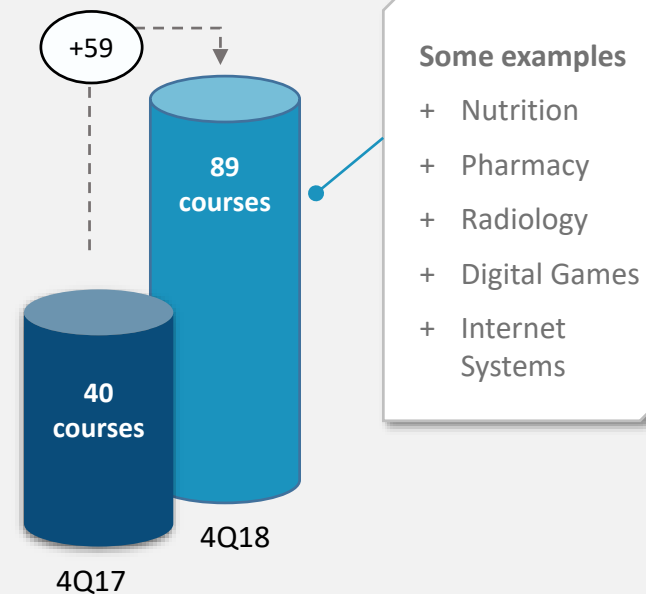 +59
89
courses
40
courses
4Q18
4Q17
Some examples
+ Nutrition
+ Pharmacy
+ Radiology
+ Digital Games
+ Internet
Systems